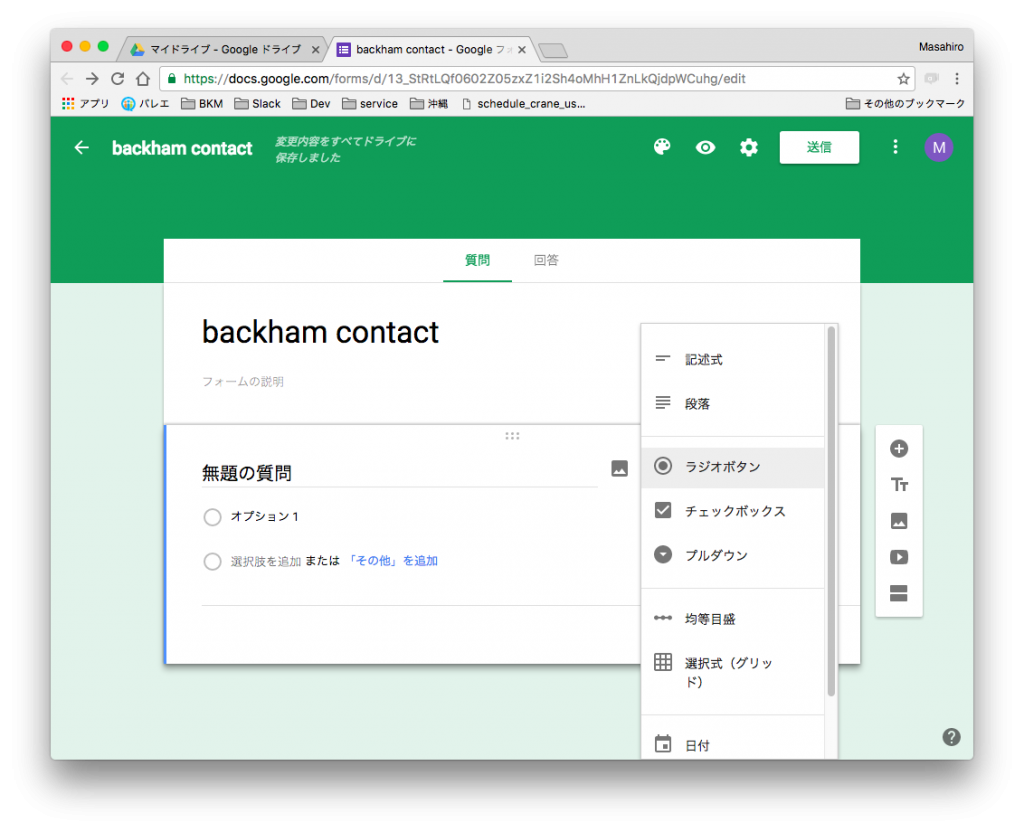 マイドライブ - Google ドライブ
backham contact - Google フォ
Masahiro
https://docs.google.com/forms/d/13_StRtLQf0602Z05zxZ1i2Sh4oMhH1ZnLkQjdpWCuhg/edit
アプリ バレエ BKM Slack Dev service 沖縄 schedule_crane_us... その他のブックマーク
backham contact
変更内容をすべてドライブに
保存しました
送信
M
質問 回答
backham contact
フォームの説明
無題の質問
オプション 1
選択肢を追加 または 「その他」を追加
記述式
段落
ラジオボタン
チェックボックス
プルダウン
均等目盛
選択式（グリッ
ド）
日付